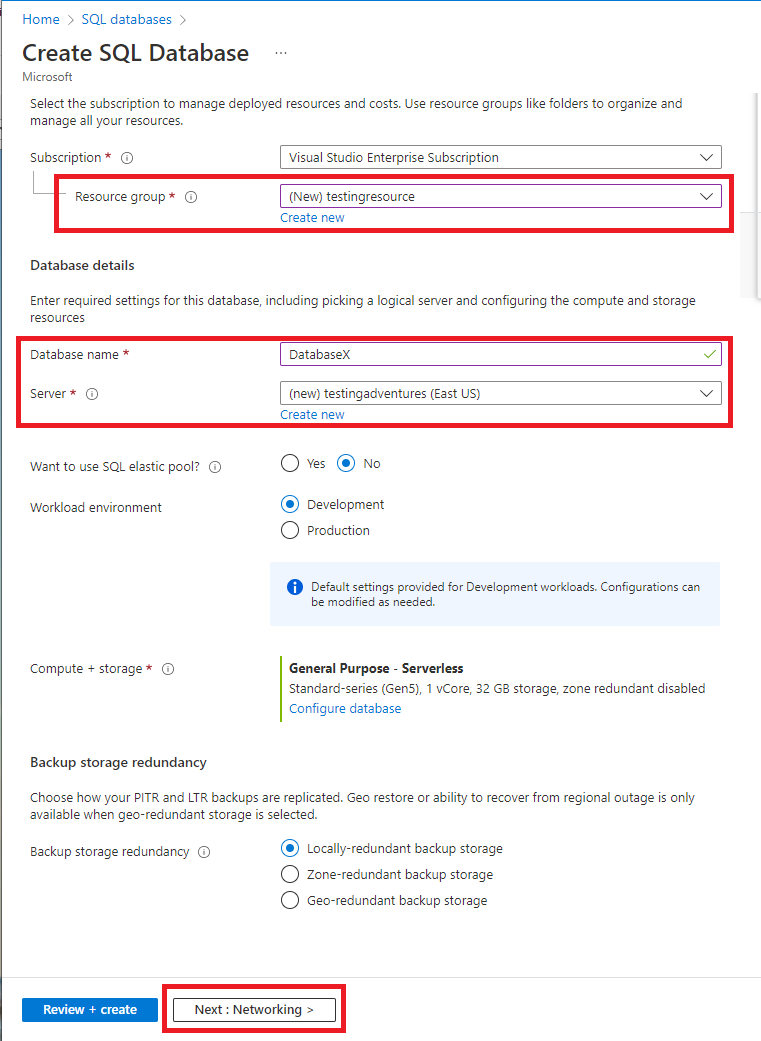 Home > SQL databases >
Create SQL Database ...
Microsoft
Select the subscription to manage deployed resources and costs. Use resource groups like folders to organize and
manage all your resources.
Subscription * Visual Studio Enterprise Subscription
Resource group * (New) testingresource
Create new
Database details
Enter required settings for this database, including picking a logical server and configuring the compute and storage
resources
Database name * DatabaseX
Server * (new) testingadventures (East US)
Create new
Want to use SQL elastic pool? Yes No
Workload environment Development
Production
Default settings provided for Development workloads. Configurations can
be modified as needed.
Compute + storage * General Purpose - Serverless
Standard-series (Gen5), 1 vCore, 32 GB storage, zone redundant disabled
Configure database
Backup storage redundancy
Choose how your PITR and LTR backups are replicated. Geo restore or ability to recover from regional outage is only
available when geo-redundant storage is selected.
Backup storage redundancy Locally-redundant backup storage
Zone-redundant backup storage
Geo-redundant backup storage
Review + create Next : Networking >